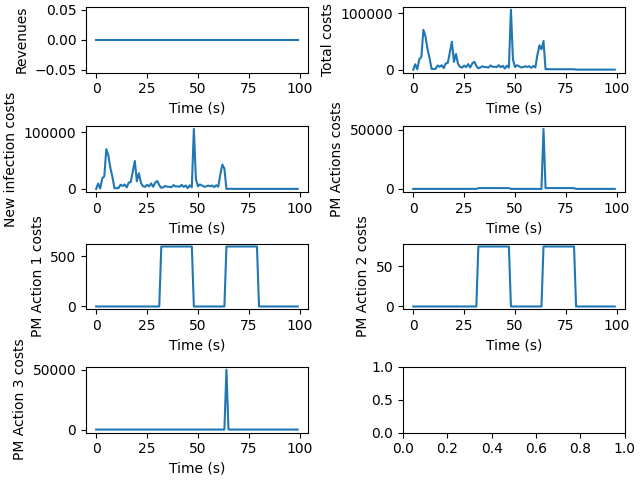 Revenues
0.05
0.00
−0.05
0 25 50 75 100
Time (s)
Total costs
100000
0
0 25 50 75 100
Time (s)
New infection costs
100000
0
0 25 50 75 100
Time (s)
PM Actions costs
50000
0
0 25 50 75 100
Time (s)
PM Action 1 costs
500
0
0 25 50 75 100
Time (s)
PM Action 2 costs
50
0
0 25 50 75 100
Time (s)
PM Action 3 costs
50000
0
0 25 50 75 100
Time (s)
1.0
0.5
0.0
0.0 0.2 0.4 0.6 0.8 1.0